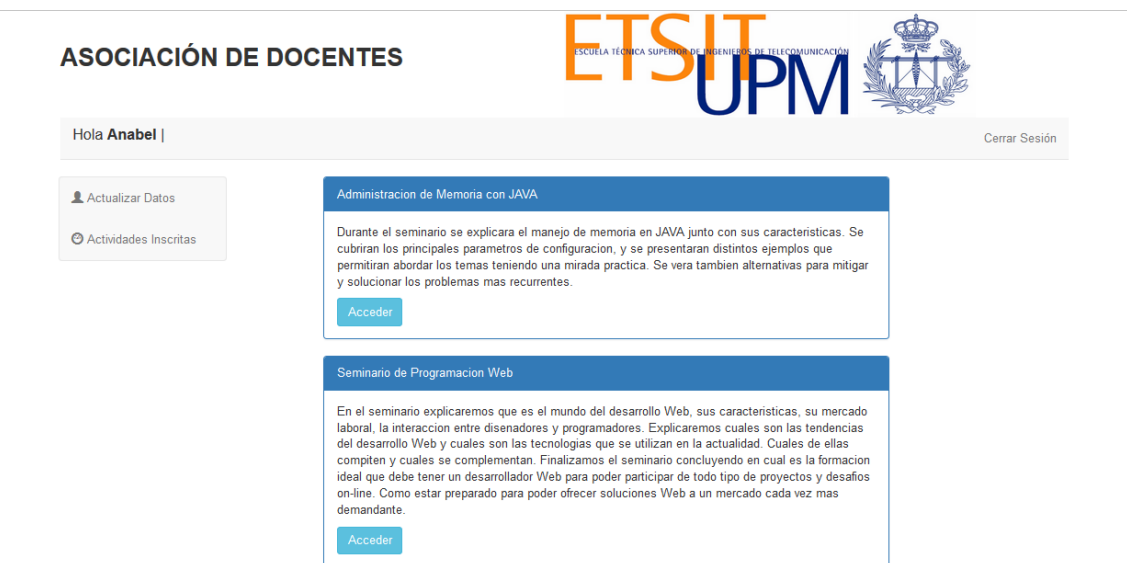 ASOCIACIÓN DE DOCENTES
ETSIT
ESCUELA TÉCNICA SUPERIOR DE INGENIEROS DE TELECOMUNICACIÓN
UPM
Hola Anabel |
Cerrar Sesión
Actualizar Datos
Actividades Inscritas
Administracion de Memoria con JAVA
Durante el seminario se explicara el manejo de memoria en JAVA junto con sus caracteristicas. Se
cubriran los principales parametros de configuracion, y se presentaran distintos ejemplos que
permitiran abordar los temas teniendo una mirada practica. Se vera tambien alternativas para mitigar
y solucionar los problemas mas recurrentes.
Acceder
Seminario de Programacion Web
En el seminario explicaremos que es el mundo del desarrollo Web, sus caracteristicas, su mercado
laboral, la interaccion entre disenadores y programadores. Explicaremos cuales son las tendencias
del desarrollo Web y cuales son las tecnologias que se utilizan en la actualidad. Cuales de ellas
compiten y cuales se complementan. Finalizamos el seminario concluyendo en cual es la formacion
ideal que debe tener un desarrollador Web para poder participar de todo tipo de proyectos y desafios
on-line. Como estar preparado para poder ofrecer soluciones Web a un mercado cada vez mas
demandante.
Acceder